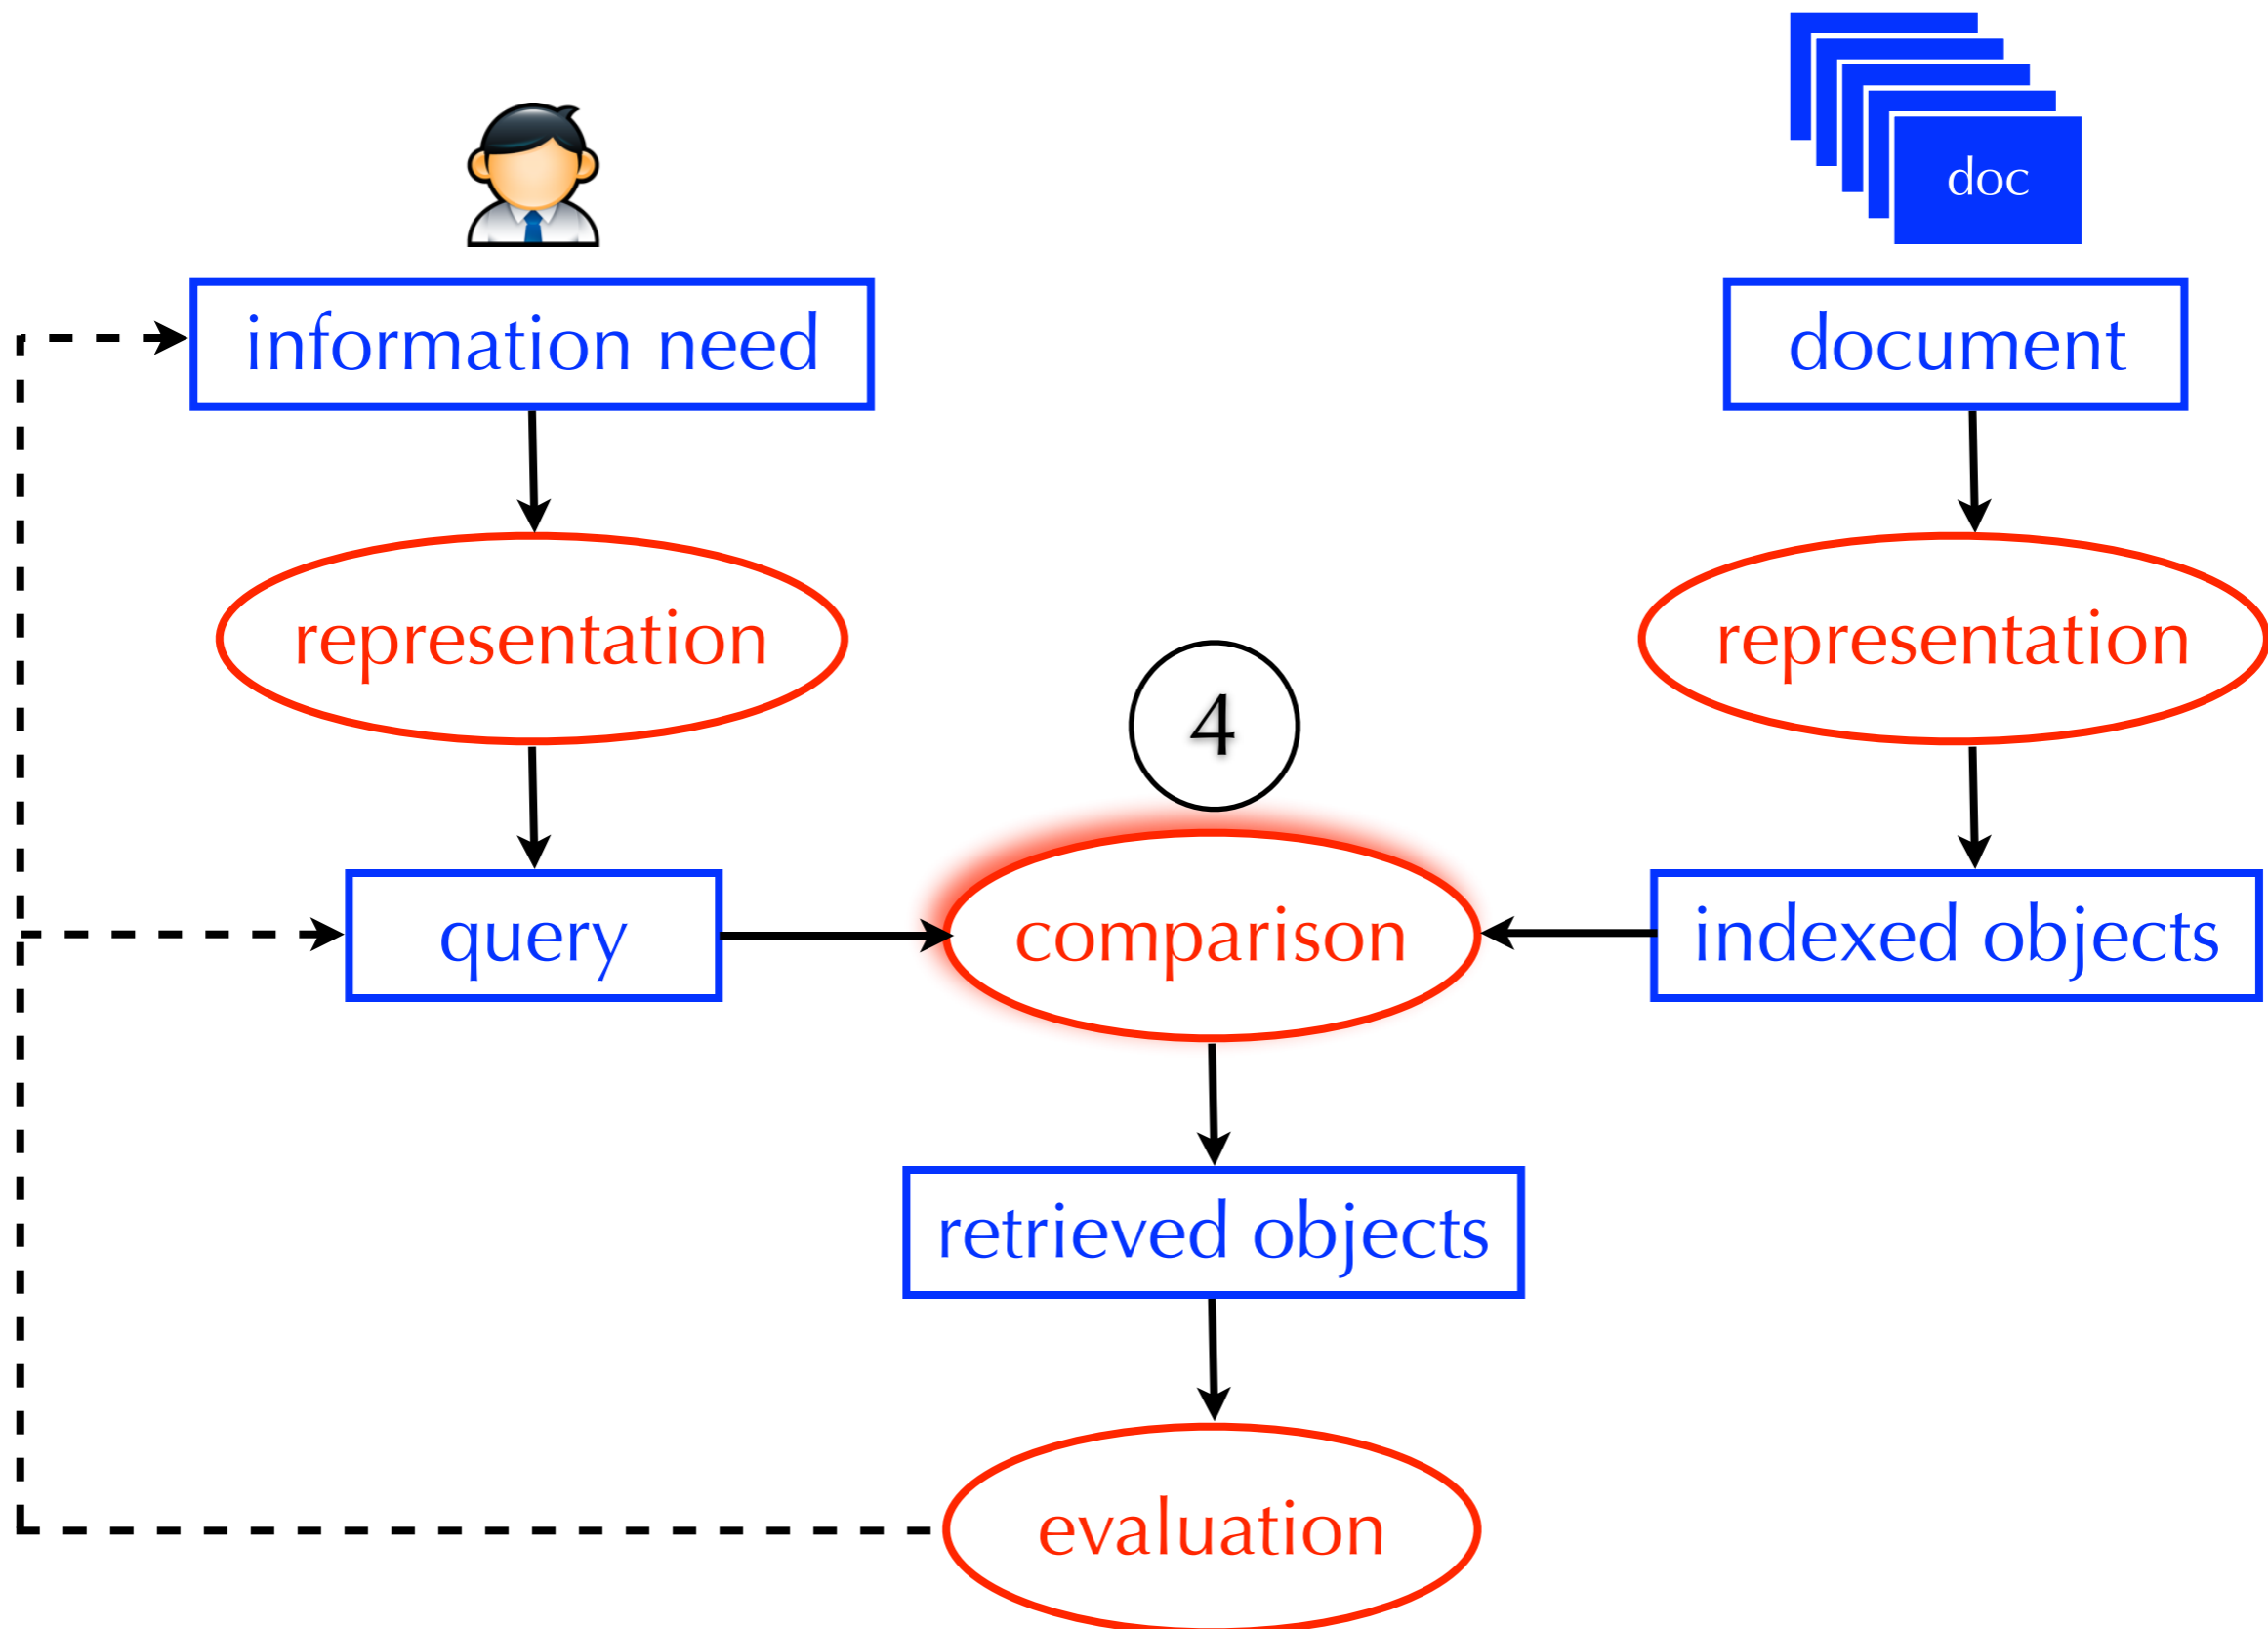 doc
information need
document
representation
representation
4
query
comparison
indexed objects
retrieved objects
evaluation